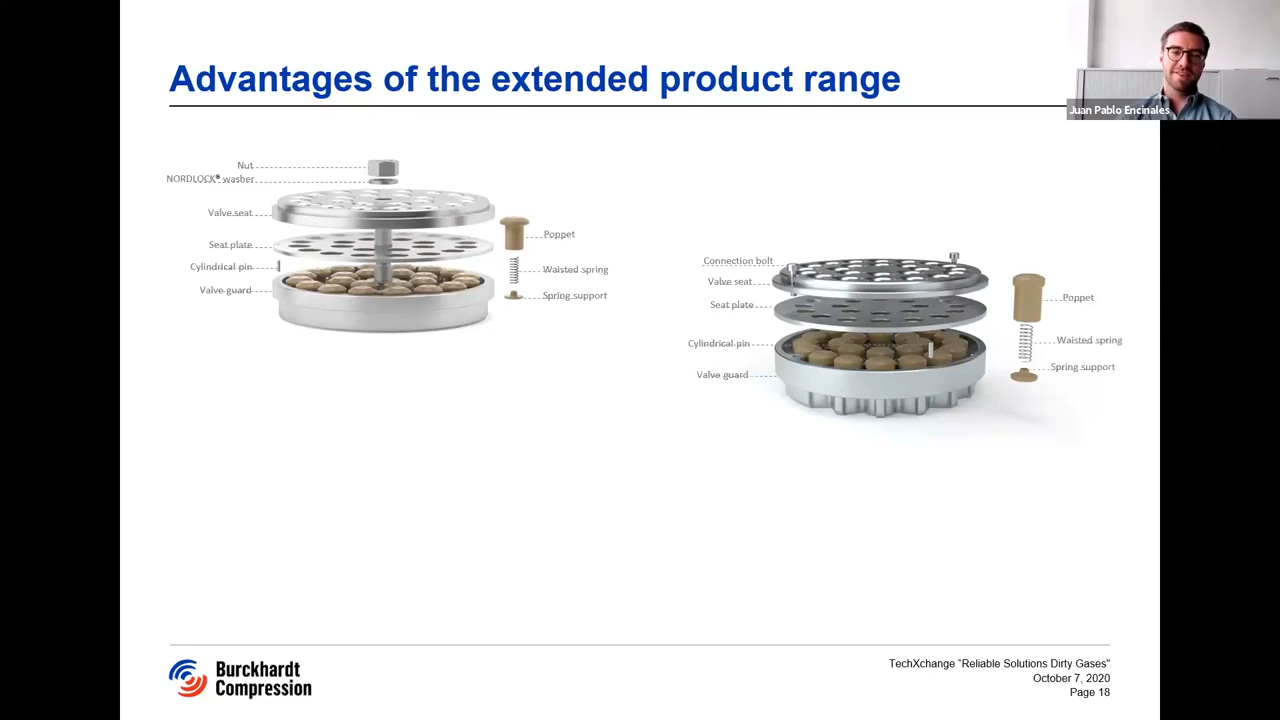 Advantages of the extended product range
Juan Pablo Encinales
Nut
NORDLOCK® washer
Valve seat
Seat plate
Cylindrical pin
Valve guard
Poppet
Waisted spring
Spring support
Connection bolt
Valve seat
Seat plate
Cylindrical pin
Valve guard
Poppet
Waisted spring
Spring support
Burckhardt
Compression
TechXchange "Reliable Solutions Dirty Gases"
October 7, 2020
Page 18